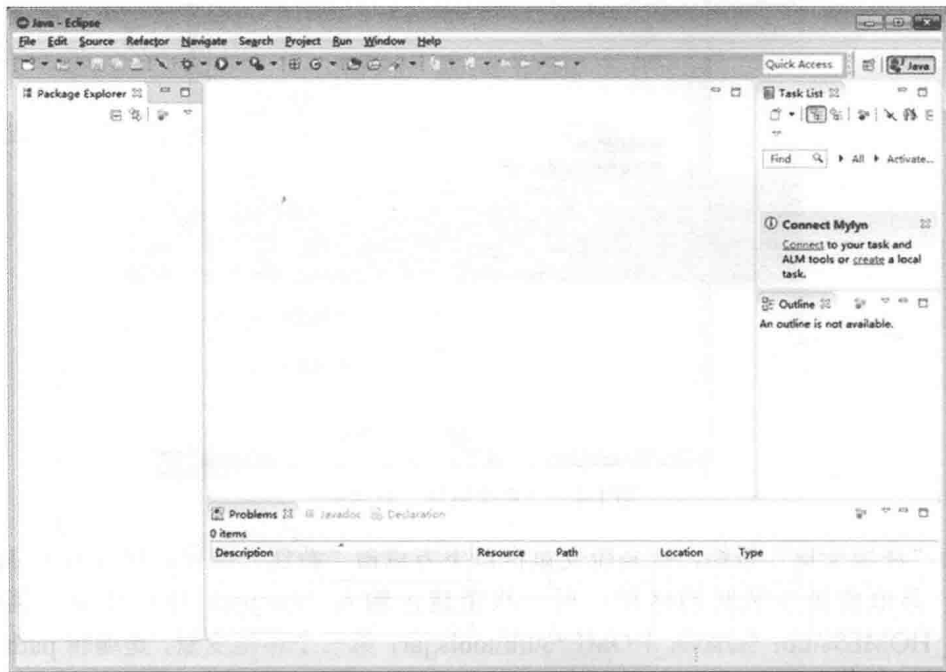 Java - Eclipse
File Edit Source Refactor Navigate Search Project Run Window Help
Quick Access
Java
Package Explorer
Task List
Find
All
Activate...
Connect Mylyn
Connect to your task and
ALM tools or create a local
task.
Outline
An outline is not available.
Problems
Javadoc
Declaration
0 items
Description Resource Path Location Type